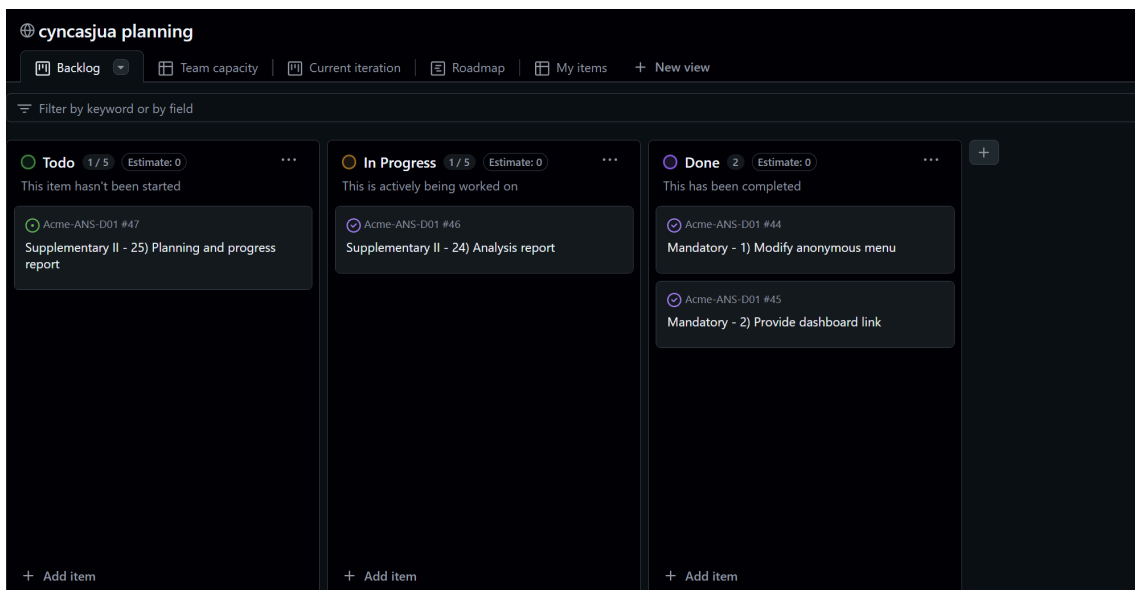 cyncasjua planning
Backlog Team capacity Current iteration Roadmap My items + New view
Filter by keyword or by field
Todo 1 / 5 Estimate: 0 ...
This item hasn't been started
Acme-ANS-D01 #47
Supplementary II - 25) Planning and progress
report
+ Add item
In Progress 1 / 5 Estimate: 0 ...
This is actively being worked on
Acme-ANS-D01 #46
Supplementary II - 24) Analysis report
+ Add item
Done 2 Estimate: 0 ...
This has been completed
Acme-ANS-D01 #44
Mandatory - 1) Modify anonymous menu
Acme-ANS-D01 #45
Mandatory - 2) Provide dashboard link
+ Add item
+